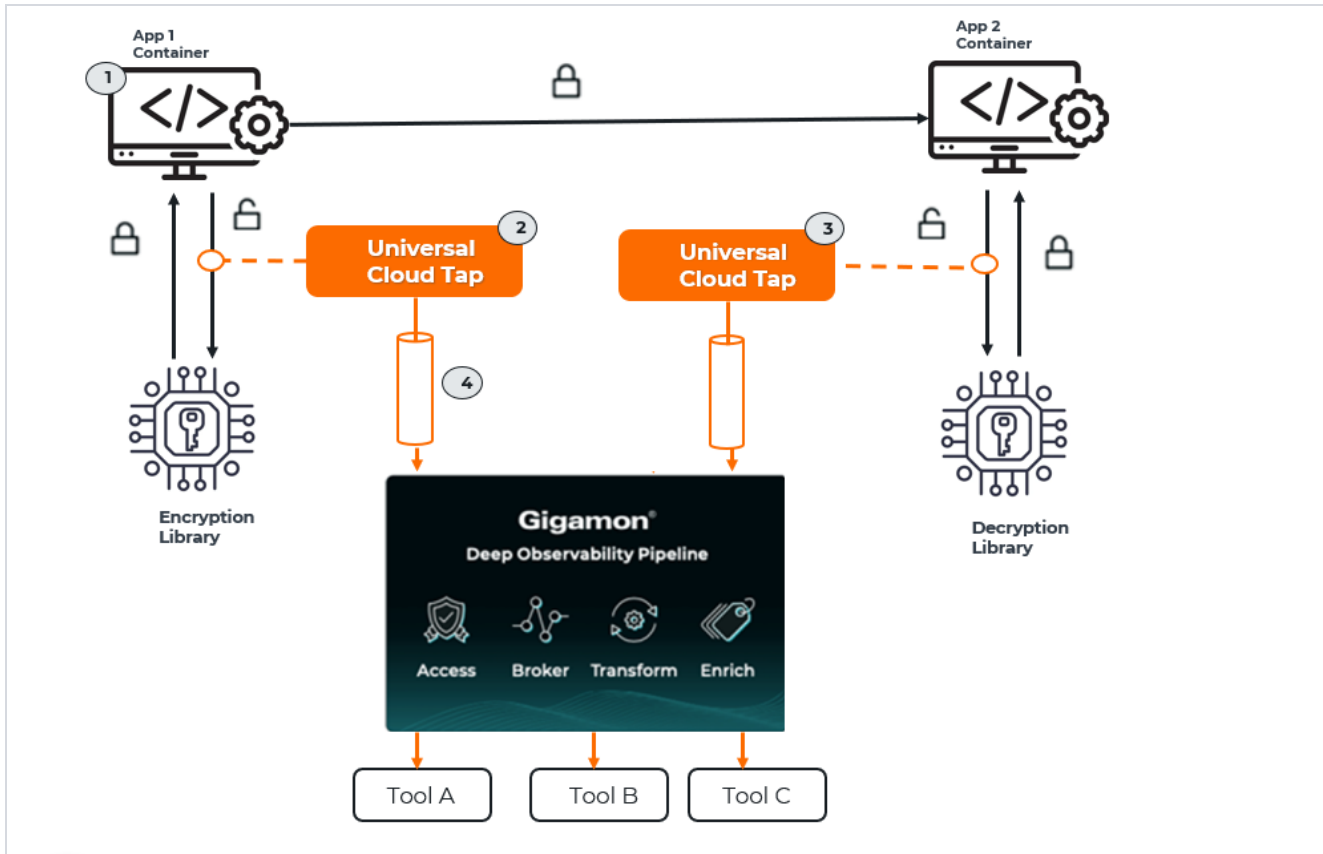 App 1
Container
App 2
Container
1
</>
</>
2
Universal
Cloud Tap
3
Universal
Cloud Tap
4
Gigamon®
Deep Observability Pipeline
Access
Broker
Transform
Enrich
Encryption
Library
Decryption
Library
Tool A
Tool B
Tool C